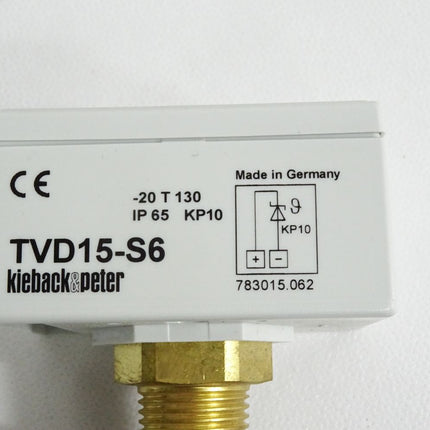 CE
-20 T 130
IP 65 KP10
TVD15-S6
kieback&peter
Made in Germany
ϑ
KP10
+ −
783015.062